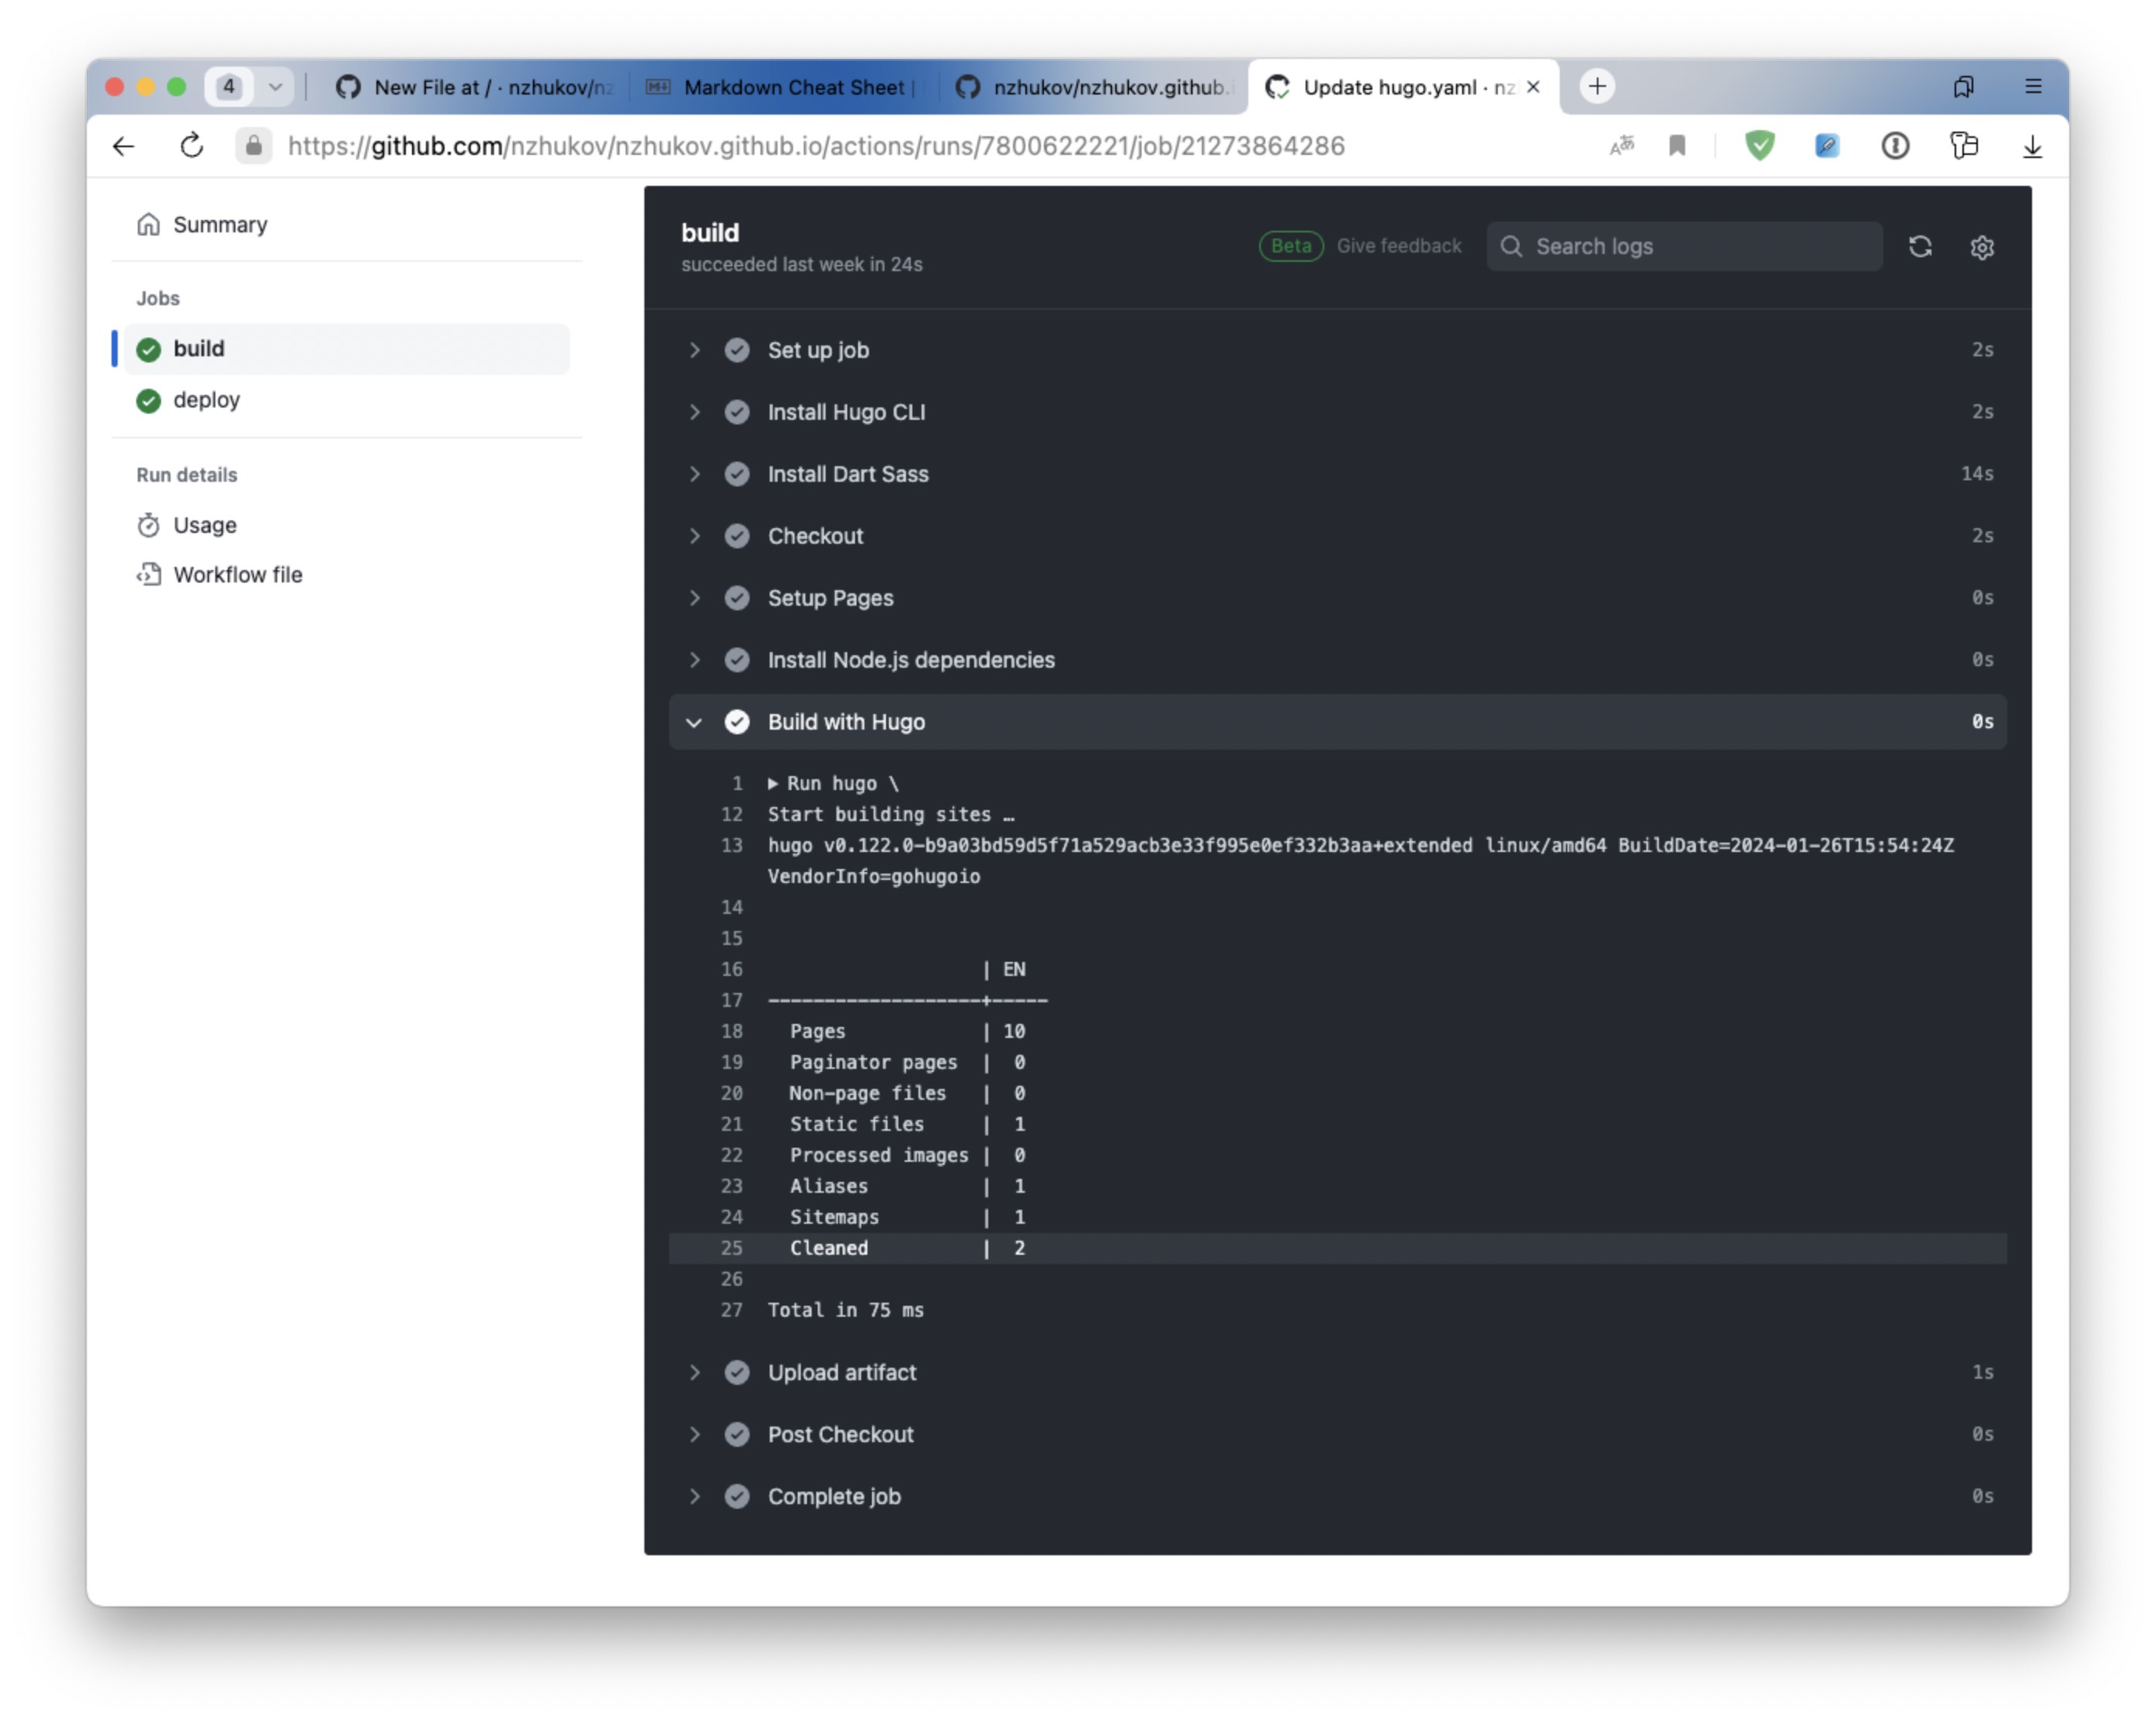 4
New File at / · nzhukov/nz
Markdown Cheat Sheet |
nzhukov/nzhukov.github.i
Update hugo.yaml · nz
https://github.com/nzhukov/nzhukov.github.io/actions/runs/7800622221/job/21273864286
Summary
Jobs
build
deploy
Run details
Usage
Workflow file
build
succeeded last week in 24s
Beta
Give feedback
Search logs
Set up job 2s
Install Hugo CLI 2s
Install Dart Sass 14s
Checkout 2s
Setup Pages 0s
Install Node.js dependencies 0s
Build with Hugo 0s
1 ▶ Run hugo \
12 Start building sites …
13 hugo v0.122.0-b9a03bd59d5f71a529acb3e33f995e0ef332b3aa+extended linux/amd64 BuildDate=2024-01-26T15:54:24Z
VendorInfo=gohugoio
14
15
16                    | EN
17 -------------------+-----
18   Pages            | 10
19   Paginator pages  |  0
20   Non-page files   |  0
21   Static files     |  1
22   Processed images |  0
23   Aliases          |  1
24   Sitemaps         |  1
25   Cleaned          |  2
26
27 Total in 75 ms
Upload artifact 1s
Post Checkout 0s
Complete job 0s